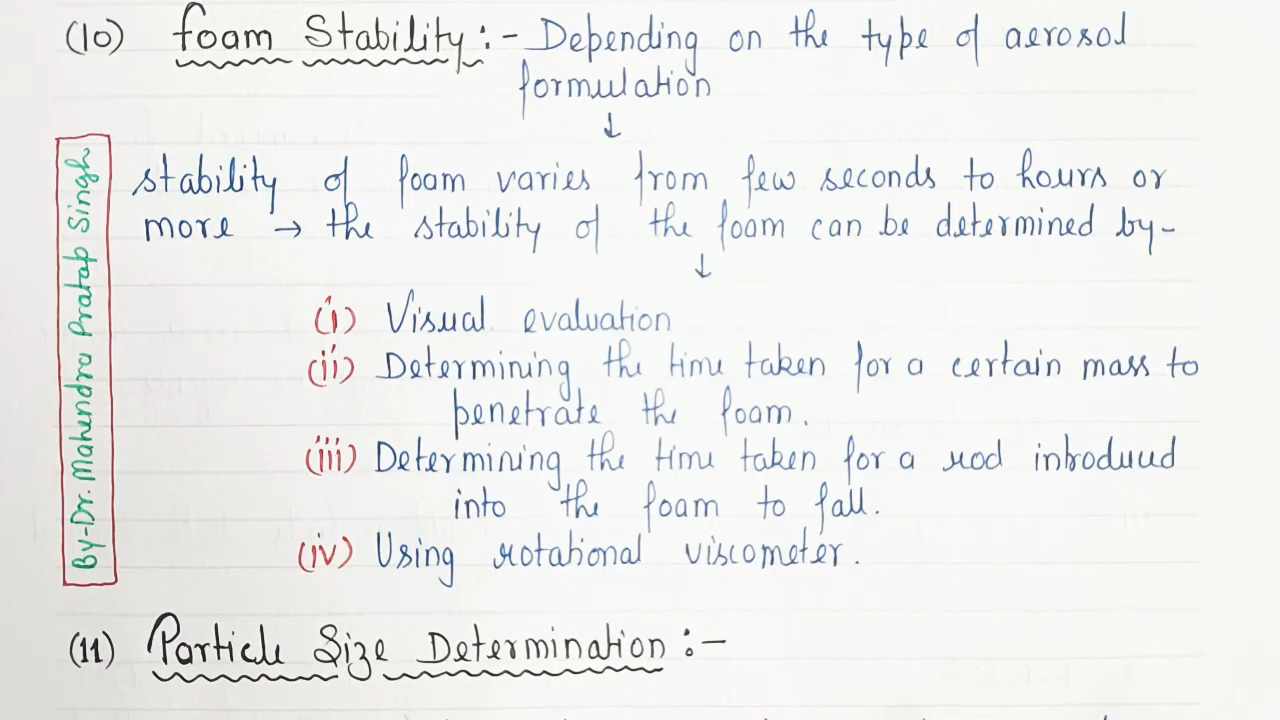 (10) foam Stability :- Depending on the type of aerosol
formulation
↓
stability of foam varies from few seconds to hours or
more → the stability of the foam can be determined by-
↓
(i) Visual evaluation
(ii) Determining the time taken for a certain mass to
penetrate the foam.
(iii) Determining the time taken for a rod introduced
into the foam to fall.
(iv) Using rotational viscometer.
By-Dr. Mahendra Pratap Singh
(11) Particle Size Determination :-